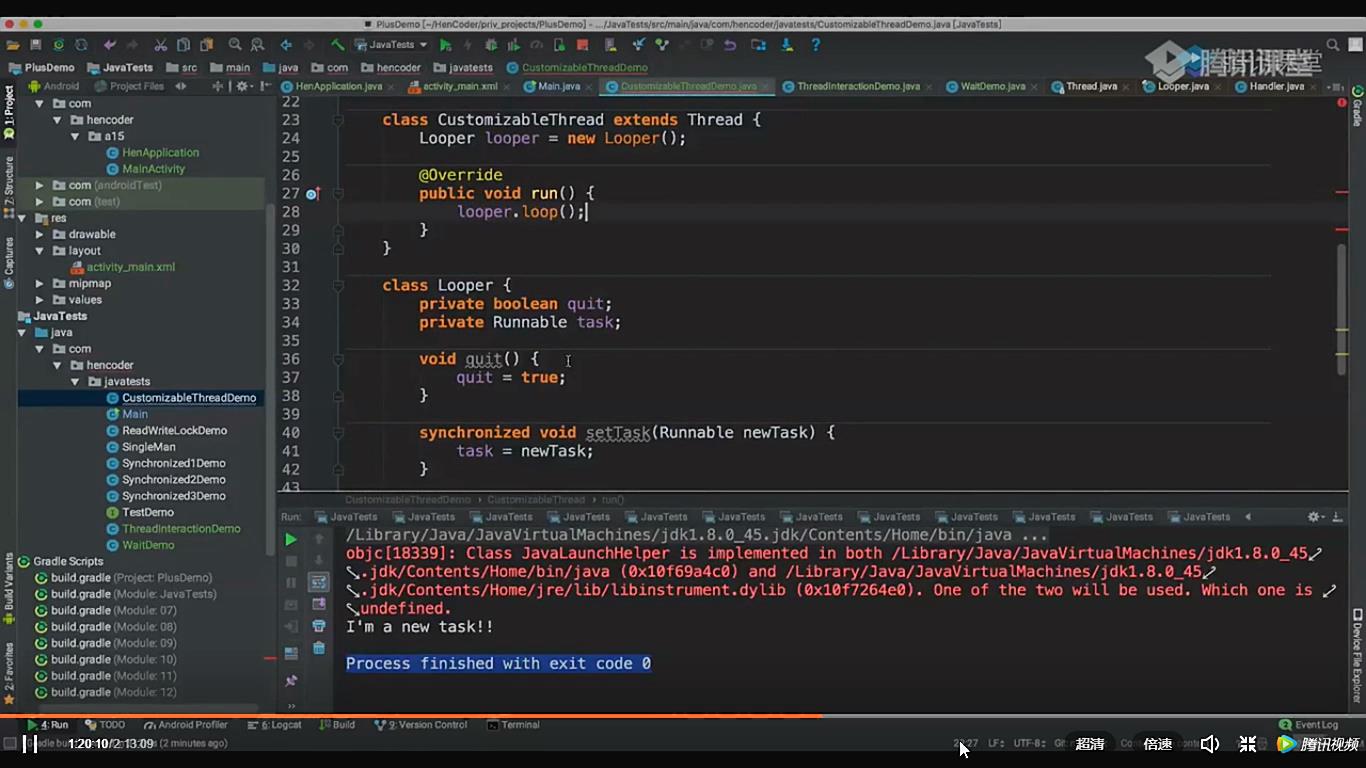 PlusDemo [~/HenCoder/priv_projects/PlusDemo] - .../JavaTests/src/main/java/com/hencoder/javatests/CustomizableThreadDemo.java [JavaTests]
JavaTests
PlusDemo JavaTests src main java com hencoder javatests CustomizableThreadDemo
腾讯课堂
Android Project Files
HenApplication.java activity_main.xml Main.java CustomizableThreadDemo.java ThreadInteractionDemo.java WaitDemo.java Thread.java Looper.java Handler.java
1: Project
7: Structure
Captures
Build Variants
2: Favorites
Gradle
Device File Explorer
com
hencoder
a15
HenApplication
MainActivity
com (androidTest)
com (test)
res
drawable
layout
activity_main.xml
mipmap
values
JavaTests
java
com
hencoder
javatests
CustomizableThreadDemo
Main
ReadWriteLockDemo
SingleMan
Synchronized1Demo
Synchronized2Demo
Synchronized3Demo
TestDemo
ThreadInteractionDemo
WaitDemo
Gradle Scripts
build.gradle (Project: PlusDemo)
build.gradle (Module: JavaTests)
build.gradle (Module: 07)
build.gradle (Module: 08)
build.gradle (Module: 09)
build.gradle (Module: 10)
build.gradle (Module: 11)
build.gradle (Module: 12)
22
23 class CustomizableThread extends Thread {
24 Looper looper = new Looper();
25
26 @Override
27 public void run() {
28 looper.loop();
29 }
30 }
31
32 class Looper {
33 private boolean quit;
34 private Runnable task;
35
36 void quit() {
37 quit = true;
38 }
39
40 synchronized void setTask(Runnable newTask) {
41 task = newTask;
42 }
43
CustomizableThreadDemo › CustomizableThread › run()
Run: JavaTests JavaTests JavaTests JavaTests JavaTests JavaTests JavaTests JavaTests JavaTests JavaTests JavaTests JavaTests
/Library/Java/JavaVirtualMachines/jdk1.8.0_45.jdk/Contents/Home/bin/java ...
objc[18339]: Class JavaLaunchHelper is implemented in both /Library/Java/JavaVirtualMachines/jdk1.8.0_45
.jdk/Contents/Home/bin/java (0x10f69a4c0) and /Library/Java/JavaVirtualMachines/jdk1.8.0_45
.jdk/Contents/Home/jre/lib/libinstrument.dylib (0x10f7264e0). One of the two will be used. Which one is
undefined.
I'm a new task!!
Process finished with exit code 0
4: Run TODO Android Profiler 6: Logcat Build 9: Version Control Terminal Event Log
1:20:10/2:13:09 (2 minutes ago) LF÷ UTF-8÷ 超清 倍速 腾讯视频